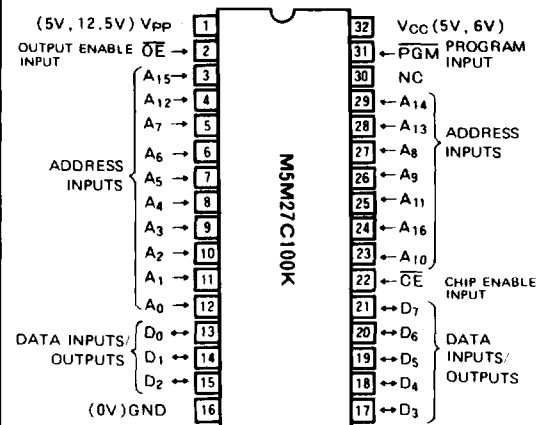 (5V, 12.5V) VPP 1
OUTPUT ENABLE INPUT OE 2
A15 3
A12 4
A7 5
A6 6
A5 7
A4 8
A3 9
A2 10
A1 11
A0 12
ADDRESS INPUTS
D0 13
D1 14
D2 15
DATA INPUTS/ OUTPUTS
(0V) GND 16
M5M27C100K
32 VCC (5V, 6V)
31 PGM PROGRAM INPUT
30 NC
29 A14
28 A13
27 A8
26 A9
25 A11
24 A16
23 A10
ADDRESS INPUTS
22 CE CHIP ENABLE INPUT
21 D7
20 D6
19 D5
18 D4
17 D3
DATA INPUTS/ OUTPUTS